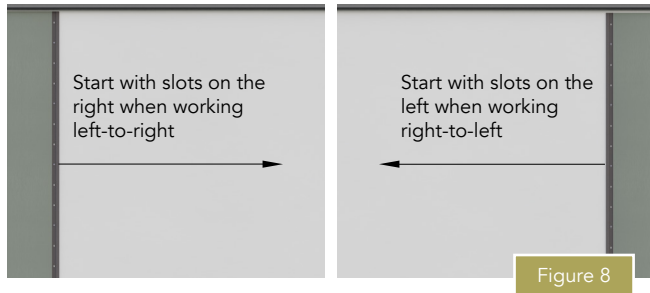 Start with slots on the
right when working
left-to-right
Start with slots on the
left when working
right-to-left
Figure 8